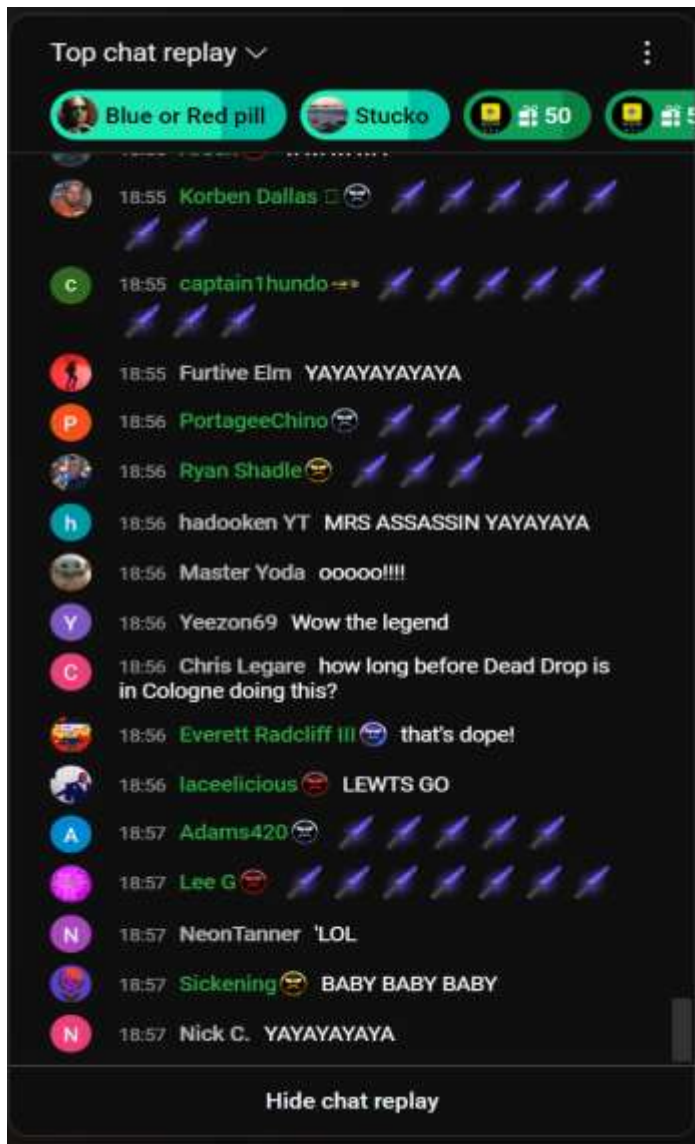 Top chat replay
Blue or Red pill Stucko 50
18:55 Korben Dallas
18:55 captain1hundo
C
18:55 Furtive Elm YAYAYAYAYAYA
18:56 PortageeChino
P
18:56 Ryan Shadle
h 18:56 hadooken YT MRS ASSASSIN YAYAYAYA
18:56 Master Yoda ooooo!!!!
Y 18:56 Yeezon69 Wow the legend
C 18:56 Chris Legare how long before Dead Drop is
in Cologne doing this?
18:56 Everett Radcliff III that's dope!
18:56 laceelicious LEWTS GO
A 18:57 Adams420
18:57 Lee G
N 18:57 NeonTanner 'LOL
18:57 Sickening BABY BABY BABY
N 18:57 Nick C. YAYAYAYAYA
Hide chat replay